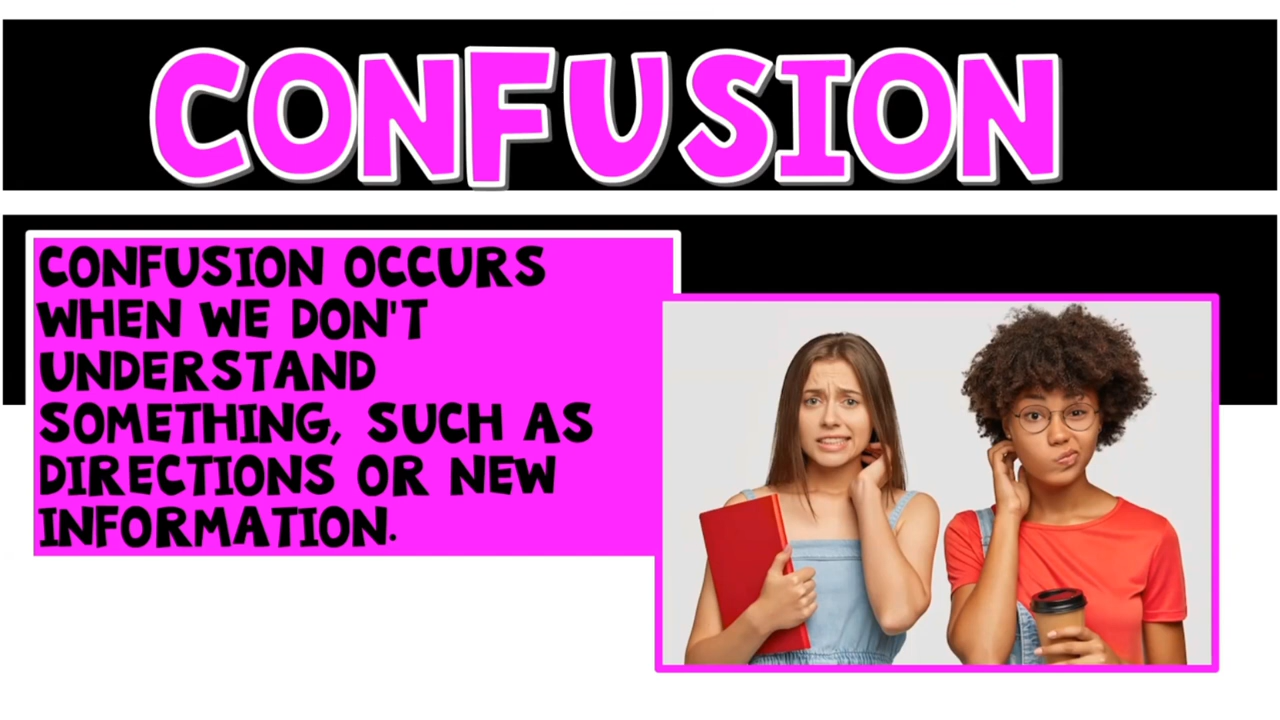 CONFUSION
CONFUSION OCCURS
WHEN WE DON'T
UNDERSTAND
SOMETHING, SUCH AS
DIRECTIONS OR NEW
INFORMATION.